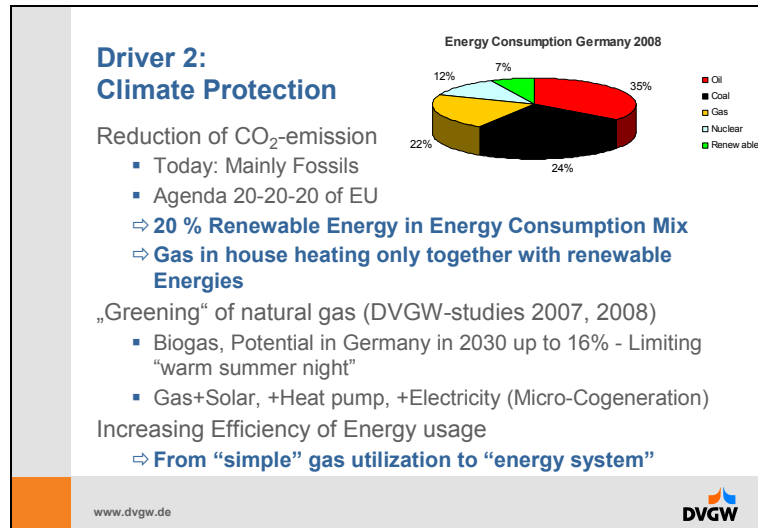 Driver 2:
Climate Protection
Energy Consumption Germany 2008
7%
12%
35%
22%
24%
Oil
Coal
Gas
Nuclear
Renew able
Reduction of CO₂-emission
▪ Today: Mainly Fossils
▪ Agenda 20-20-20 of EU
⇨ 20 % Renewable Energy in Energy Consumption Mix
⇨ Gas in house heating only together with renewable
Energies
„Greening“ of natural gas (DVGW-studies 2007, 2008)
▪ Biogas, Potential in Germany in 2030 up to 16% - Limiting
“warm summer night”
▪ Gas+Solar, +Heat pump, +Electricity (Micro-Cogeneration)
Increasing Efficiency of Energy usage
⇨ From “simple” gas utilization to “energy system”
www.dvgw.de
DVGW